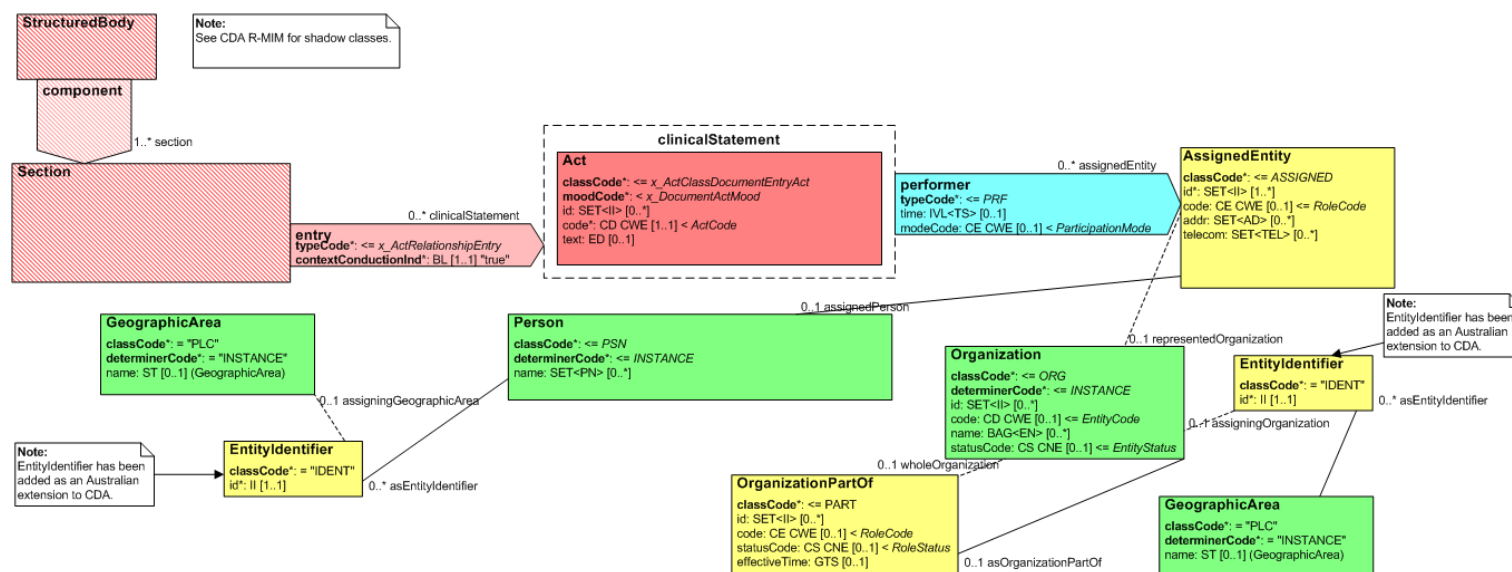 StructuredBody
Note:
See CDA R-MIM for shadow classes.
component
1..* section
Section
0..* clinicalStatement
entry
typeCode*: <= x_ActRelationshipEntry
contextConductionInd*: BL [1..1] "true"
clinicalStatement
Act
classCode*: <= x_ActClassDocumentEntryAct
moodCode*: < x_DocumentActMood
id: SET<II> [0..*]
code*: CD CWE [1..1] < ActCode
text: ED [0..1]
0..* assignedEntity
performer
typeCode*: <= PRF
time: IVL<TS> [0..1]
modeCode: CE CWE [0..1] < ParticipationMode
AssignedEntity
classCode*: <= ASSIGNED
id*: SET<II> [1..*]
code: CE CWE [0..1] <= RoleCode
addr: SET<AD> [0..*]
telecom: SET<TEL> [0..*]
0..1 assignedPerson
GeographicArea
classCode*: = "PLC"
determinerCode*: = "INSTANCE"
name: ST [0..1] (GeographicArea)
0..1 assigningGeographicArea
Person
classCode*: <= PSN
determinerCode*: <= INSTANCE
name: SET<PN> [0..*]
0..1 representedOrganization
Note:
EntityIdentifier has been
added as an Australian
extension to CDA.
Organization
classCode*: <= ORG
determinerCode*: <= INSTANCE
id: SET<II> [0..*]
code: CD CWE [0..1] <= EntityCode
name: BAG<EN> [0..*]
statusCode: CS CNE [0..1] <= EntityStatus
EntityIdentifier
classCode*: = "IDENT"
id*: II [1..1]
0..* asEntityIdentifier
0..1 assigningOrganization
Note:
EntityIdentifier has been
added as an Australian
extension to CDA.
EntityIdentifier
classCode*: = "IDENT"
id*: II [1..1]
0..* asEntityIdentifier
0..1 wholeOrganization
OrganizationPartOf
classCode*: <= PART
id: SET<II> [0..*]
code: CE CWE [0..1] < RoleCode
statusCode: CS CNE [0..1] < RoleStatus
effectiveTime: GTS [0..1]
0..1 asOrganizationPartOf
GeographicArea
classCode*: = "PLC"
determinerCode*: = "INSTANCE"
name: ST [0..1] (GeographicArea)